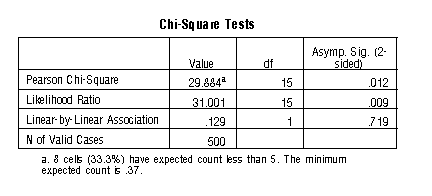 Chi-Square Tests
Value df Asymp. Sig. (2-sided)
Pearson Chi-Square 29.884a 15 .012
Likelihood Ratio 31.001 15 .009
Linear-by-Linear Association .129 1 .719
N of Valid Cases 500
a. 8 cells (33.3%) have expected count less than 5. The minimum
expected count is .37.